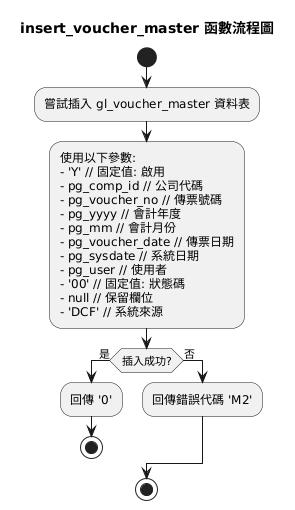 insert_voucher_master 函數流程圖
嘗試插入 gl_voucher_master 資料表
使用以下參數:
- 'Y' // 固定值: 啟用
- pg_comp_id // 公司代碼
- pg_voucher_no // 傳票號碼
- pg_yyyy // 會計年度
- pg_mm // 會計月份
- pg_voucher_date // 傳票日期
- pg_sysdate // 系統日期
- pg_user // 使用者
- '00' // 固定值: 狀態碼
- null // 保留欄位
- 'DCF' // 系統來源
插入成功?
是
否
回傳 '0'
回傳錯誤代碼 'M2'